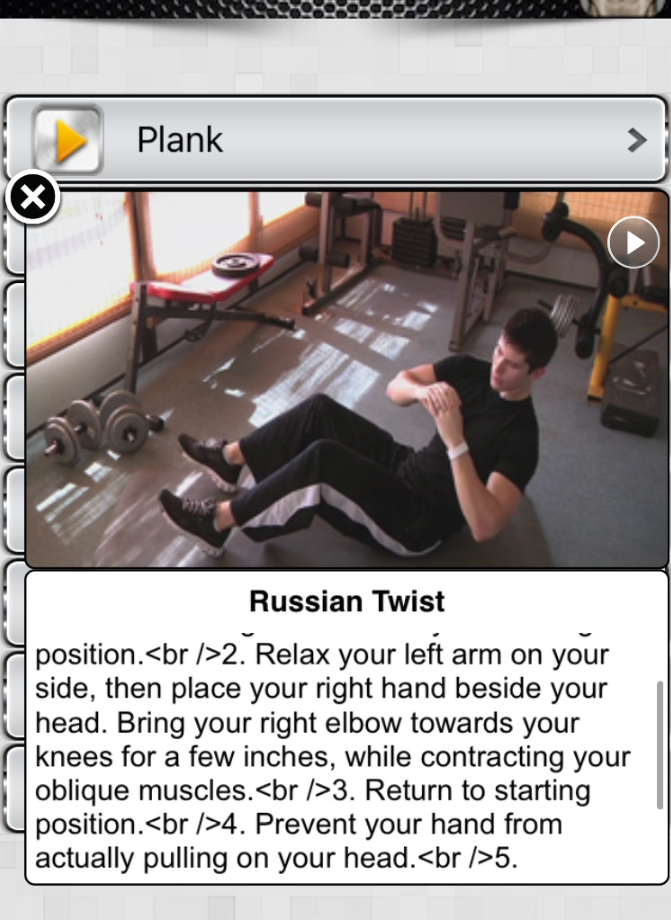 Plank
Russian Twist
position.<br />2. Relax your left arm on your
side, then place your right hand beside your
head. Bring your right elbow towards your
knees for a few inches, while contracting your
oblique muscles.<br />3. Return to starting
position.<br />4. Prevent your hand from
actually pulling on your head.<br />5.